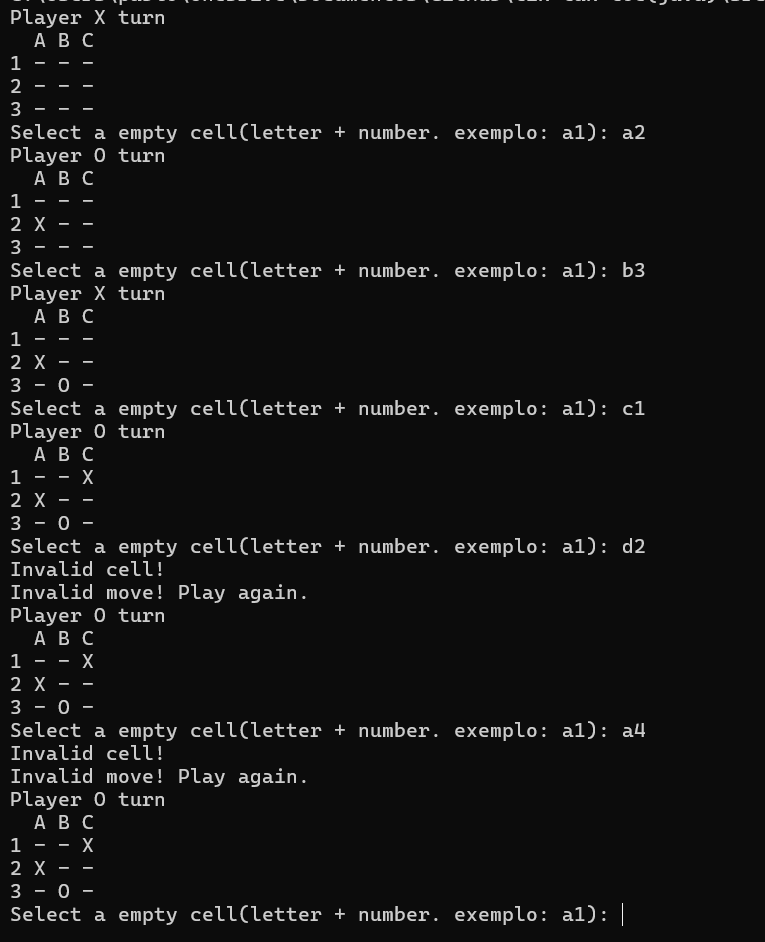 Player X turn
  A B C
1 - - -
2 - - -
3 - - -
Select a empty cell(letter + number. exemplo: a1): a2
Player O turn
  A B C
1 - - -
2 X - -
3 - - -
Select a empty cell(letter + number. exemplo: a1): b3
Player X turn
  A B C
1 - - -
2 X - -
3 - O -
Select a empty cell(letter + number. exemplo: a1): c1
Player O turn
  A B C
1 - - X
2 X - -
3 - O -
Select a empty cell(letter + number. exemplo: a1): d2
Invalid cell!
Invalid move! Play again.
Player O turn
  A B C
1 - - X
2 X - -
3 - O -
Select a empty cell(letter + number. exemplo: a1): a4
Invalid cell!
Invalid move! Play again.
Player O turn
  A B C
1 - - X
2 X - -
3 - O -
Select a empty cell(letter + number. exemplo: a1):